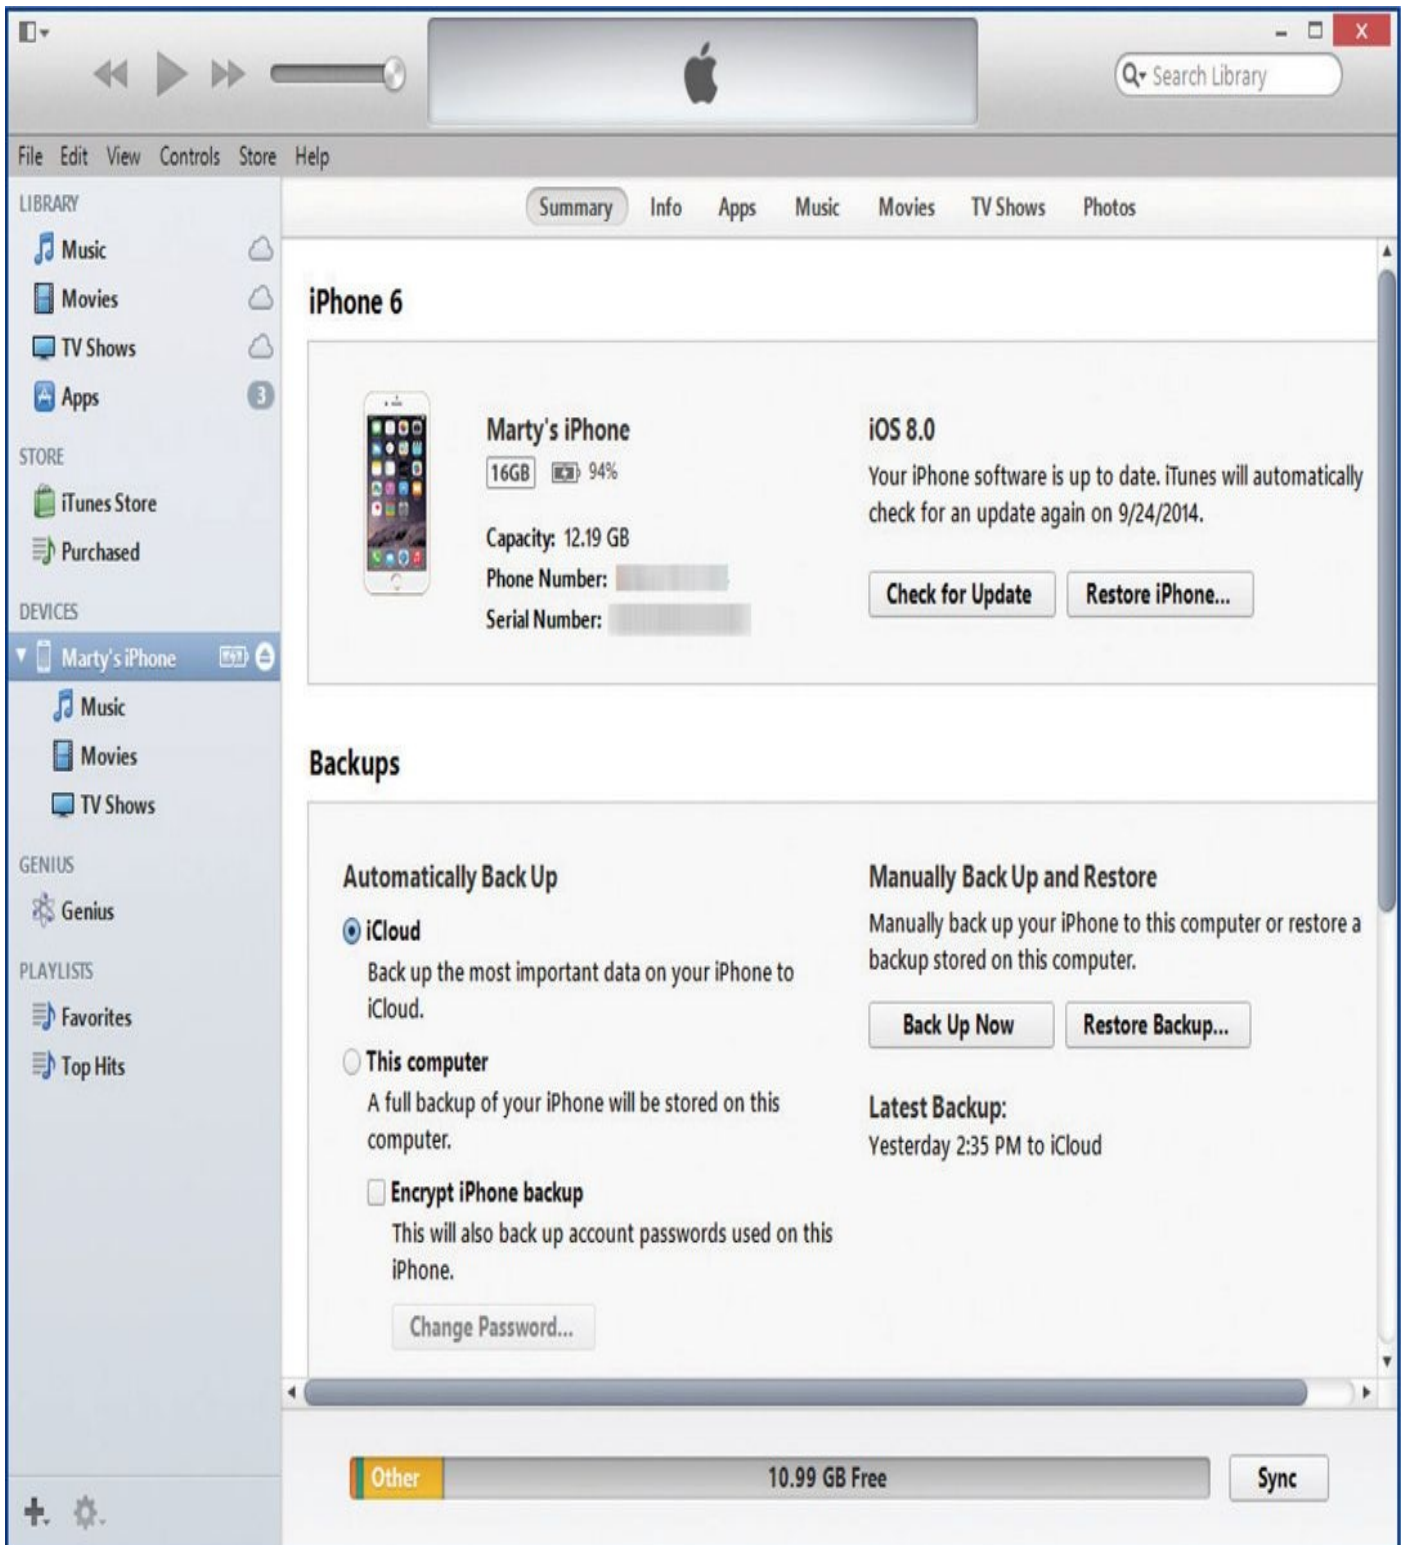 Search Library
File Edit View Controls Store Help
LIBRARY
Music
Movies
TV Shows
Apps 3
STORE
iTunes Store
Purchased
DEVICES
Marty's iPhone
Music
Movies
TV Shows
GENIUS
Genius
PLAYLISTS
Favorites
Top Hits
Summary Info Apps Music Movies TV Shows Photos
iPhone 6
Marty's iPhone
16GB 94%
Capacity: 12.19 GB
Phone Number:
Serial Number:
iOS 8.0
Your iPhone software is up to date. iTunes will automatically
check for an update again on 9/24/2014.
Check for Update Restore iPhone...
Backups
Automatically Back Up
iCloud
Back up the most important data on your iPhone to
iCloud.
This computer
A full backup of your iPhone will be stored on this
computer.
Encrypt iPhone backup
This will also back up account passwords used on this
iPhone.
Change Password...
Manually Back Up and Restore
Manually back up your iPhone to this computer or restore a
backup stored on this computer.
Back Up Now Restore Backup...
Latest Backup:
Yesterday 2:35 PM to iCloud
Other 10.99 GB Free Sync